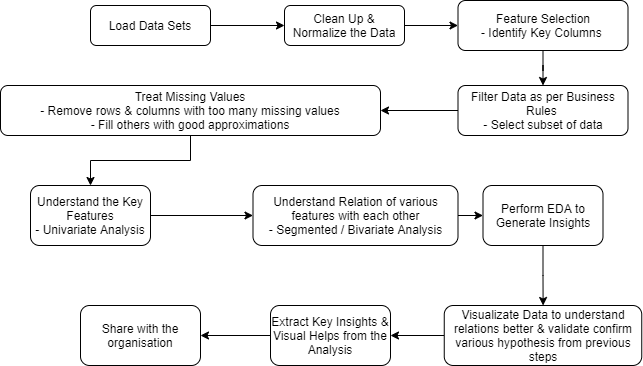 Load Data Sets
Clean Up &
Normalize the Data
Feature Selection
- Identify Key Columns
Treat Missing Values
- Remove rows & columns with too many missing values
- Fill others with good approximations
Filter Data as per Business
Rules
- Select subset of data
Understand the Key
Features
- Univariate Analysis
Understand Relation of various
features with each other
- Segmented / Bivariate Analysis
Perform EDA to
Generate Insights
Share with the
organisation
Extract Key Insights &
Visual Helps from the
Analysis
Visualizate Data to understand
relations better & validate confirm
various hypothesis from previous
steps